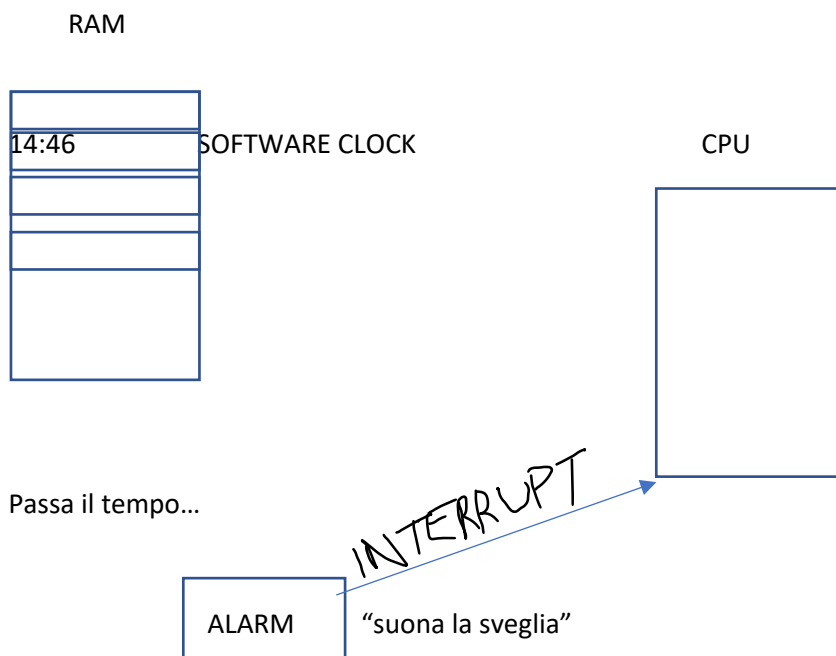 RAM
14:46 SOFTWARE CLOCK CPU
Passa il tempo…
INTERRUPT
ALARM “suona la sveglia”